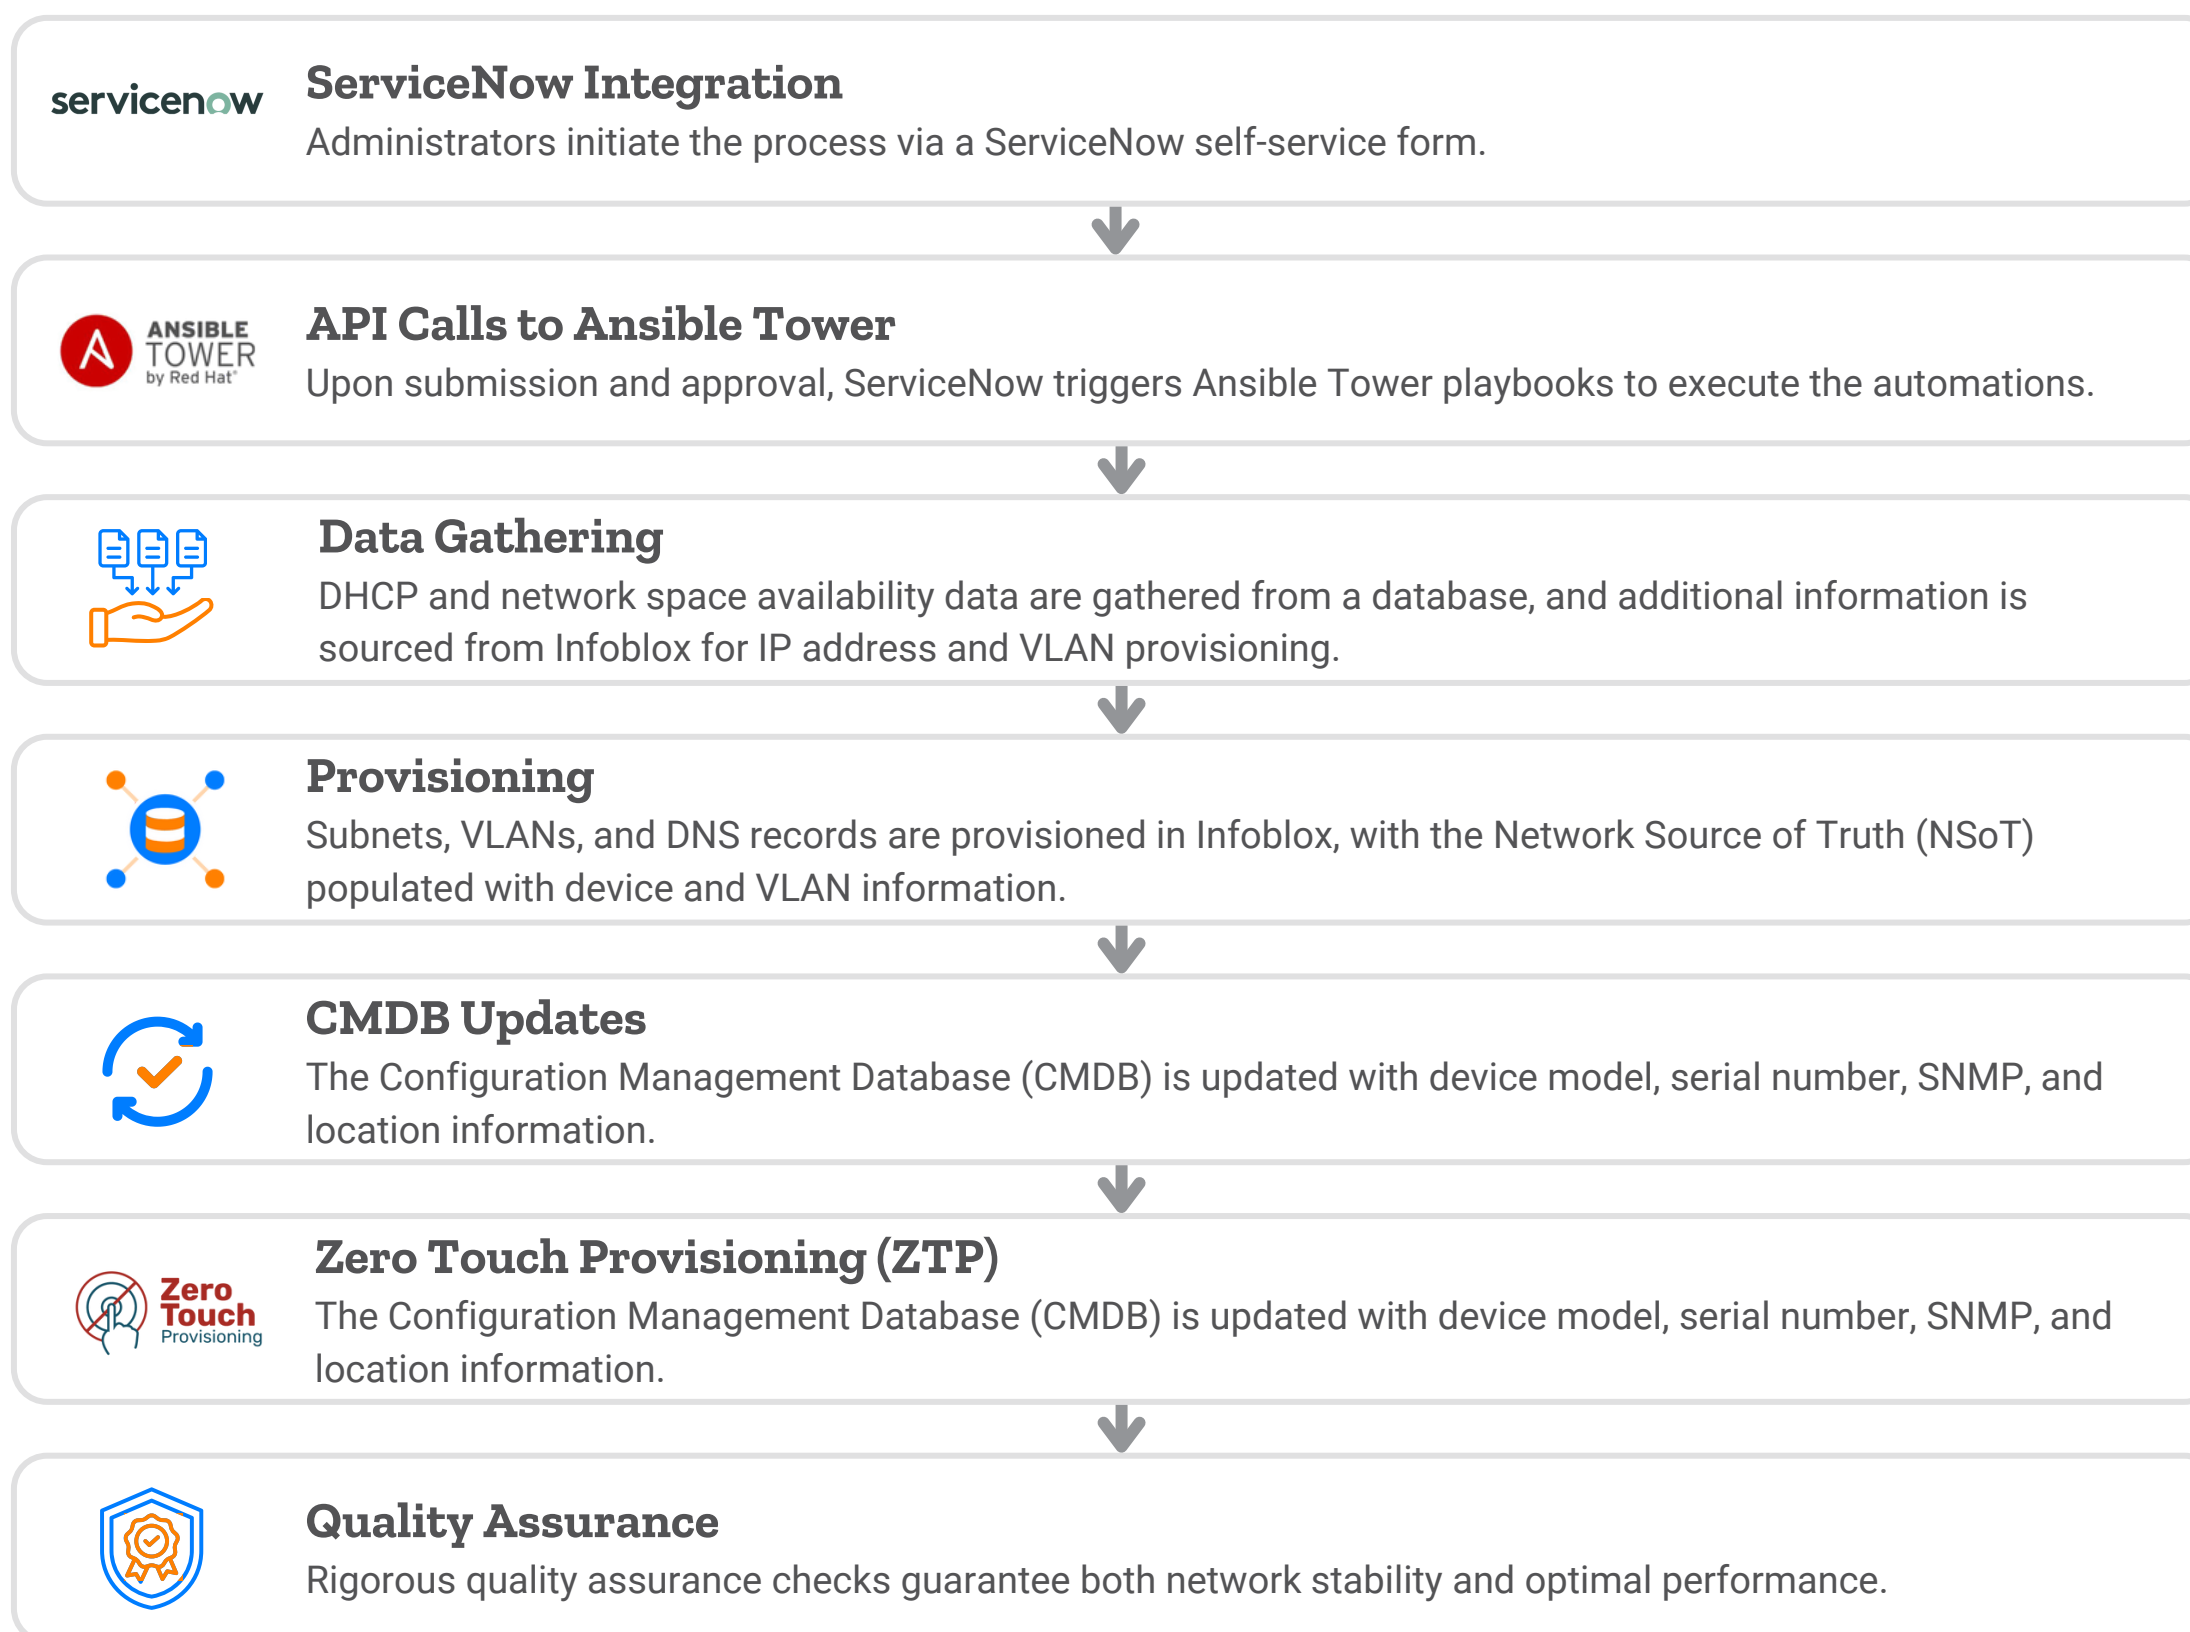 servicenow
ServiceNow Integration
Administrators initiate the process via a ServiceNow self-service form.
ANSIBLE
TOWER
by Red Hat®
API Calls to Ansible Tower
Upon submission and approval, ServiceNow triggers Ansible Tower playbooks to execute the automations.
Data Gathering
DHCP and network space availability data are gathered from a database, and additional information is
sourced from Infoblox for IP address and VLAN provisioning.
Provisioning
Subnets, VLANs, and DNS records are provisioned in Infoblox, with the Network Source of Truth (NSoT)
populated with device and VLAN information.
CMDB Updates
The Configuration Management Database (CMDB) is updated with device model, serial number, SNMP, and
location information.
Zero
Touch
Provisioning
Zero Touch Provisioning (ZTP)
The Configuration Management Database (CMDB) is updated with device model, serial number, SNMP, and
location information.
Quality Assurance
Rigorous quality assurance checks guarantee both network stability and optimal performance.